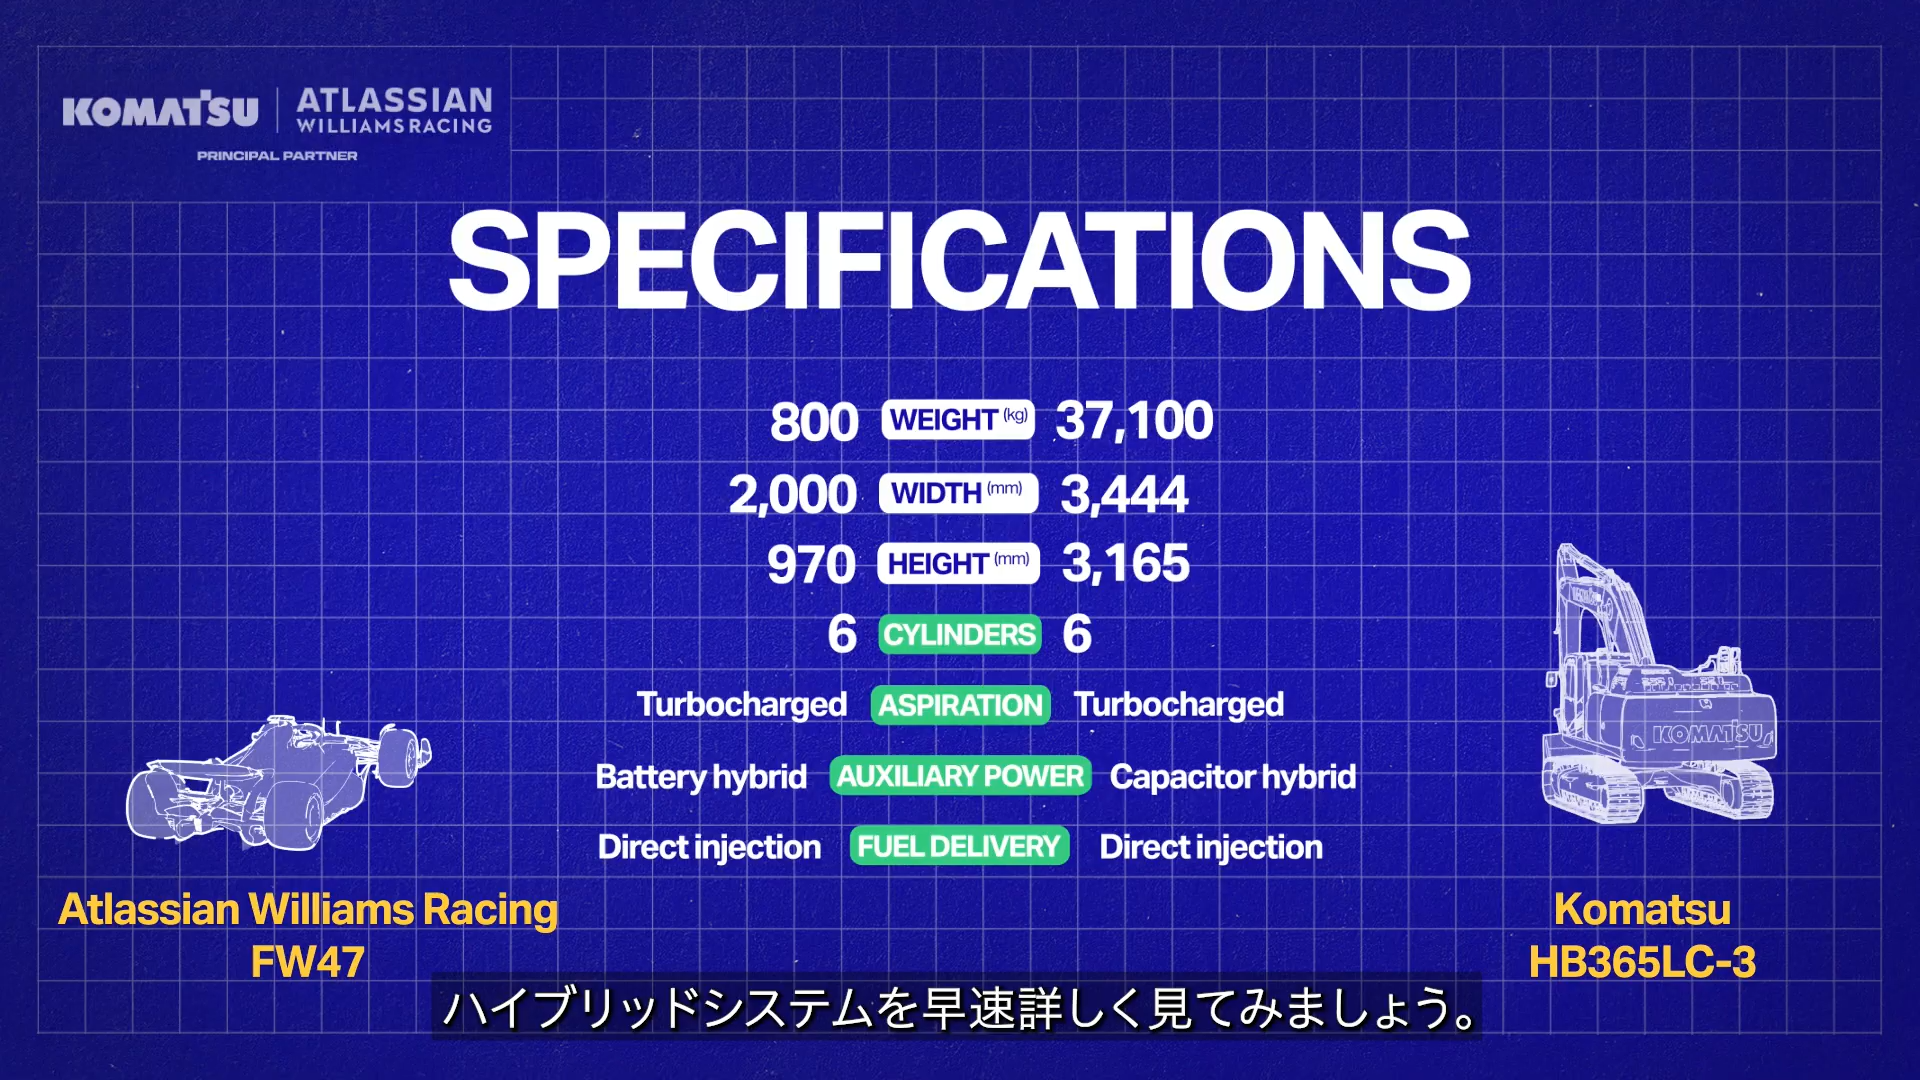 KOMATSU
ATLASSIAN
WILLIAMS RACING
PRINCIPAL PARTNER
SPECIFICATIONS
800 WEIGHT (kg) 37,100
2,000 WIDTH (mm) 3,444
970 HEIGHT (mm) 3,165
6 CYLINDERS 6
Turbocharged ASPIRATION Turbocharged
Battery hybrid AUXILIARY POWER Capacitor hybrid
Direct injection FUEL DELIVERY Direct injection
KOMATSU
Atlassian Williams Racing
FW47
Komatsu
HB365LC-3
ハイブリッドシステムを早速詳しく見てみましょう。